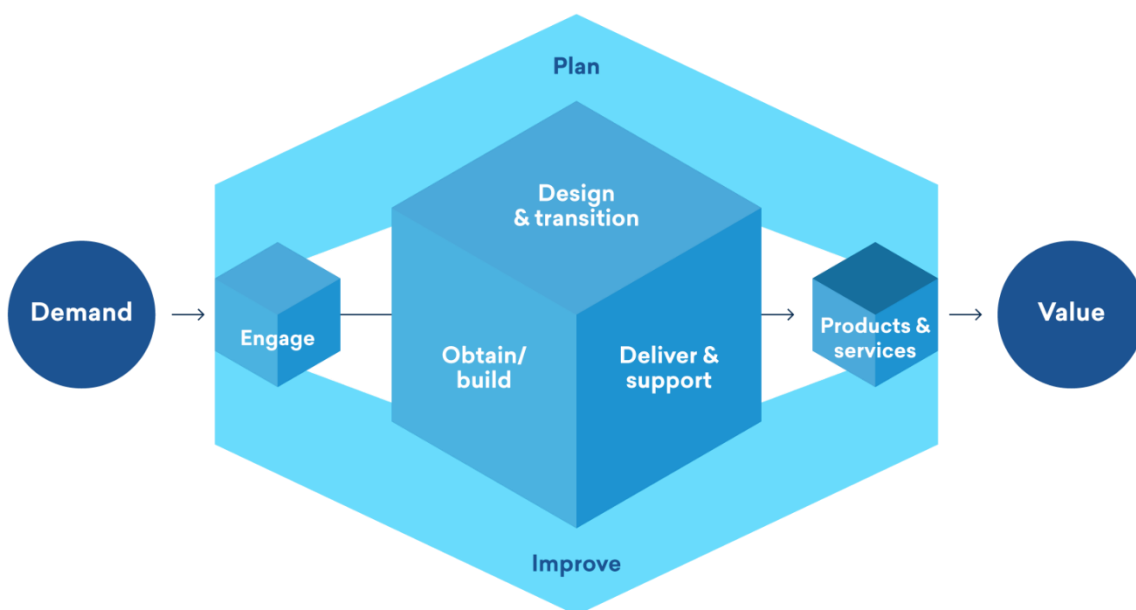 Plan
Design
& transition
Demand
Engage
Obtain/
build
Deliver &
support
Products &
services
Value
Improve